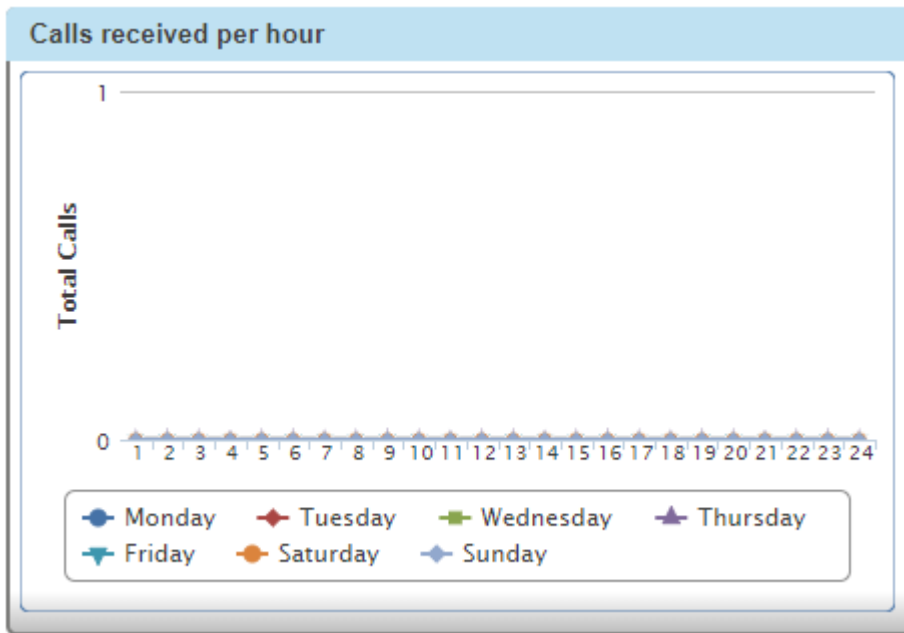 Calls received per hour
1
Total Calls
0
1 2 3 4 5 6 7 8 9 10 11 12 13 14 15 16 17 18 19 20 21 22 23 24
Monday Tuesday Wednesday Thursday
Friday Saturday Sunday